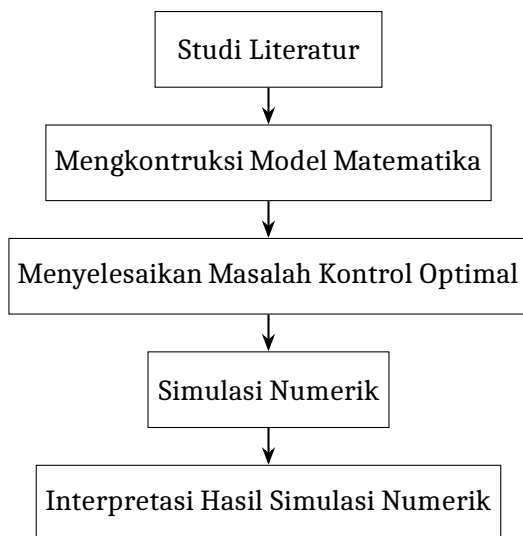 Studi Literatur
Mengkontruksi Model Matematika
Menyelesaikan Masalah Kontrol Optimal
Simulasi Numerik
Interpretasi Hasil Simulasi Numerik